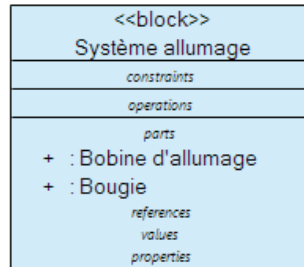 <<block>>
Système allumage
constraints
operations
parts
+ : Bobine d'allumage
+ : Bougie
references
values
properties